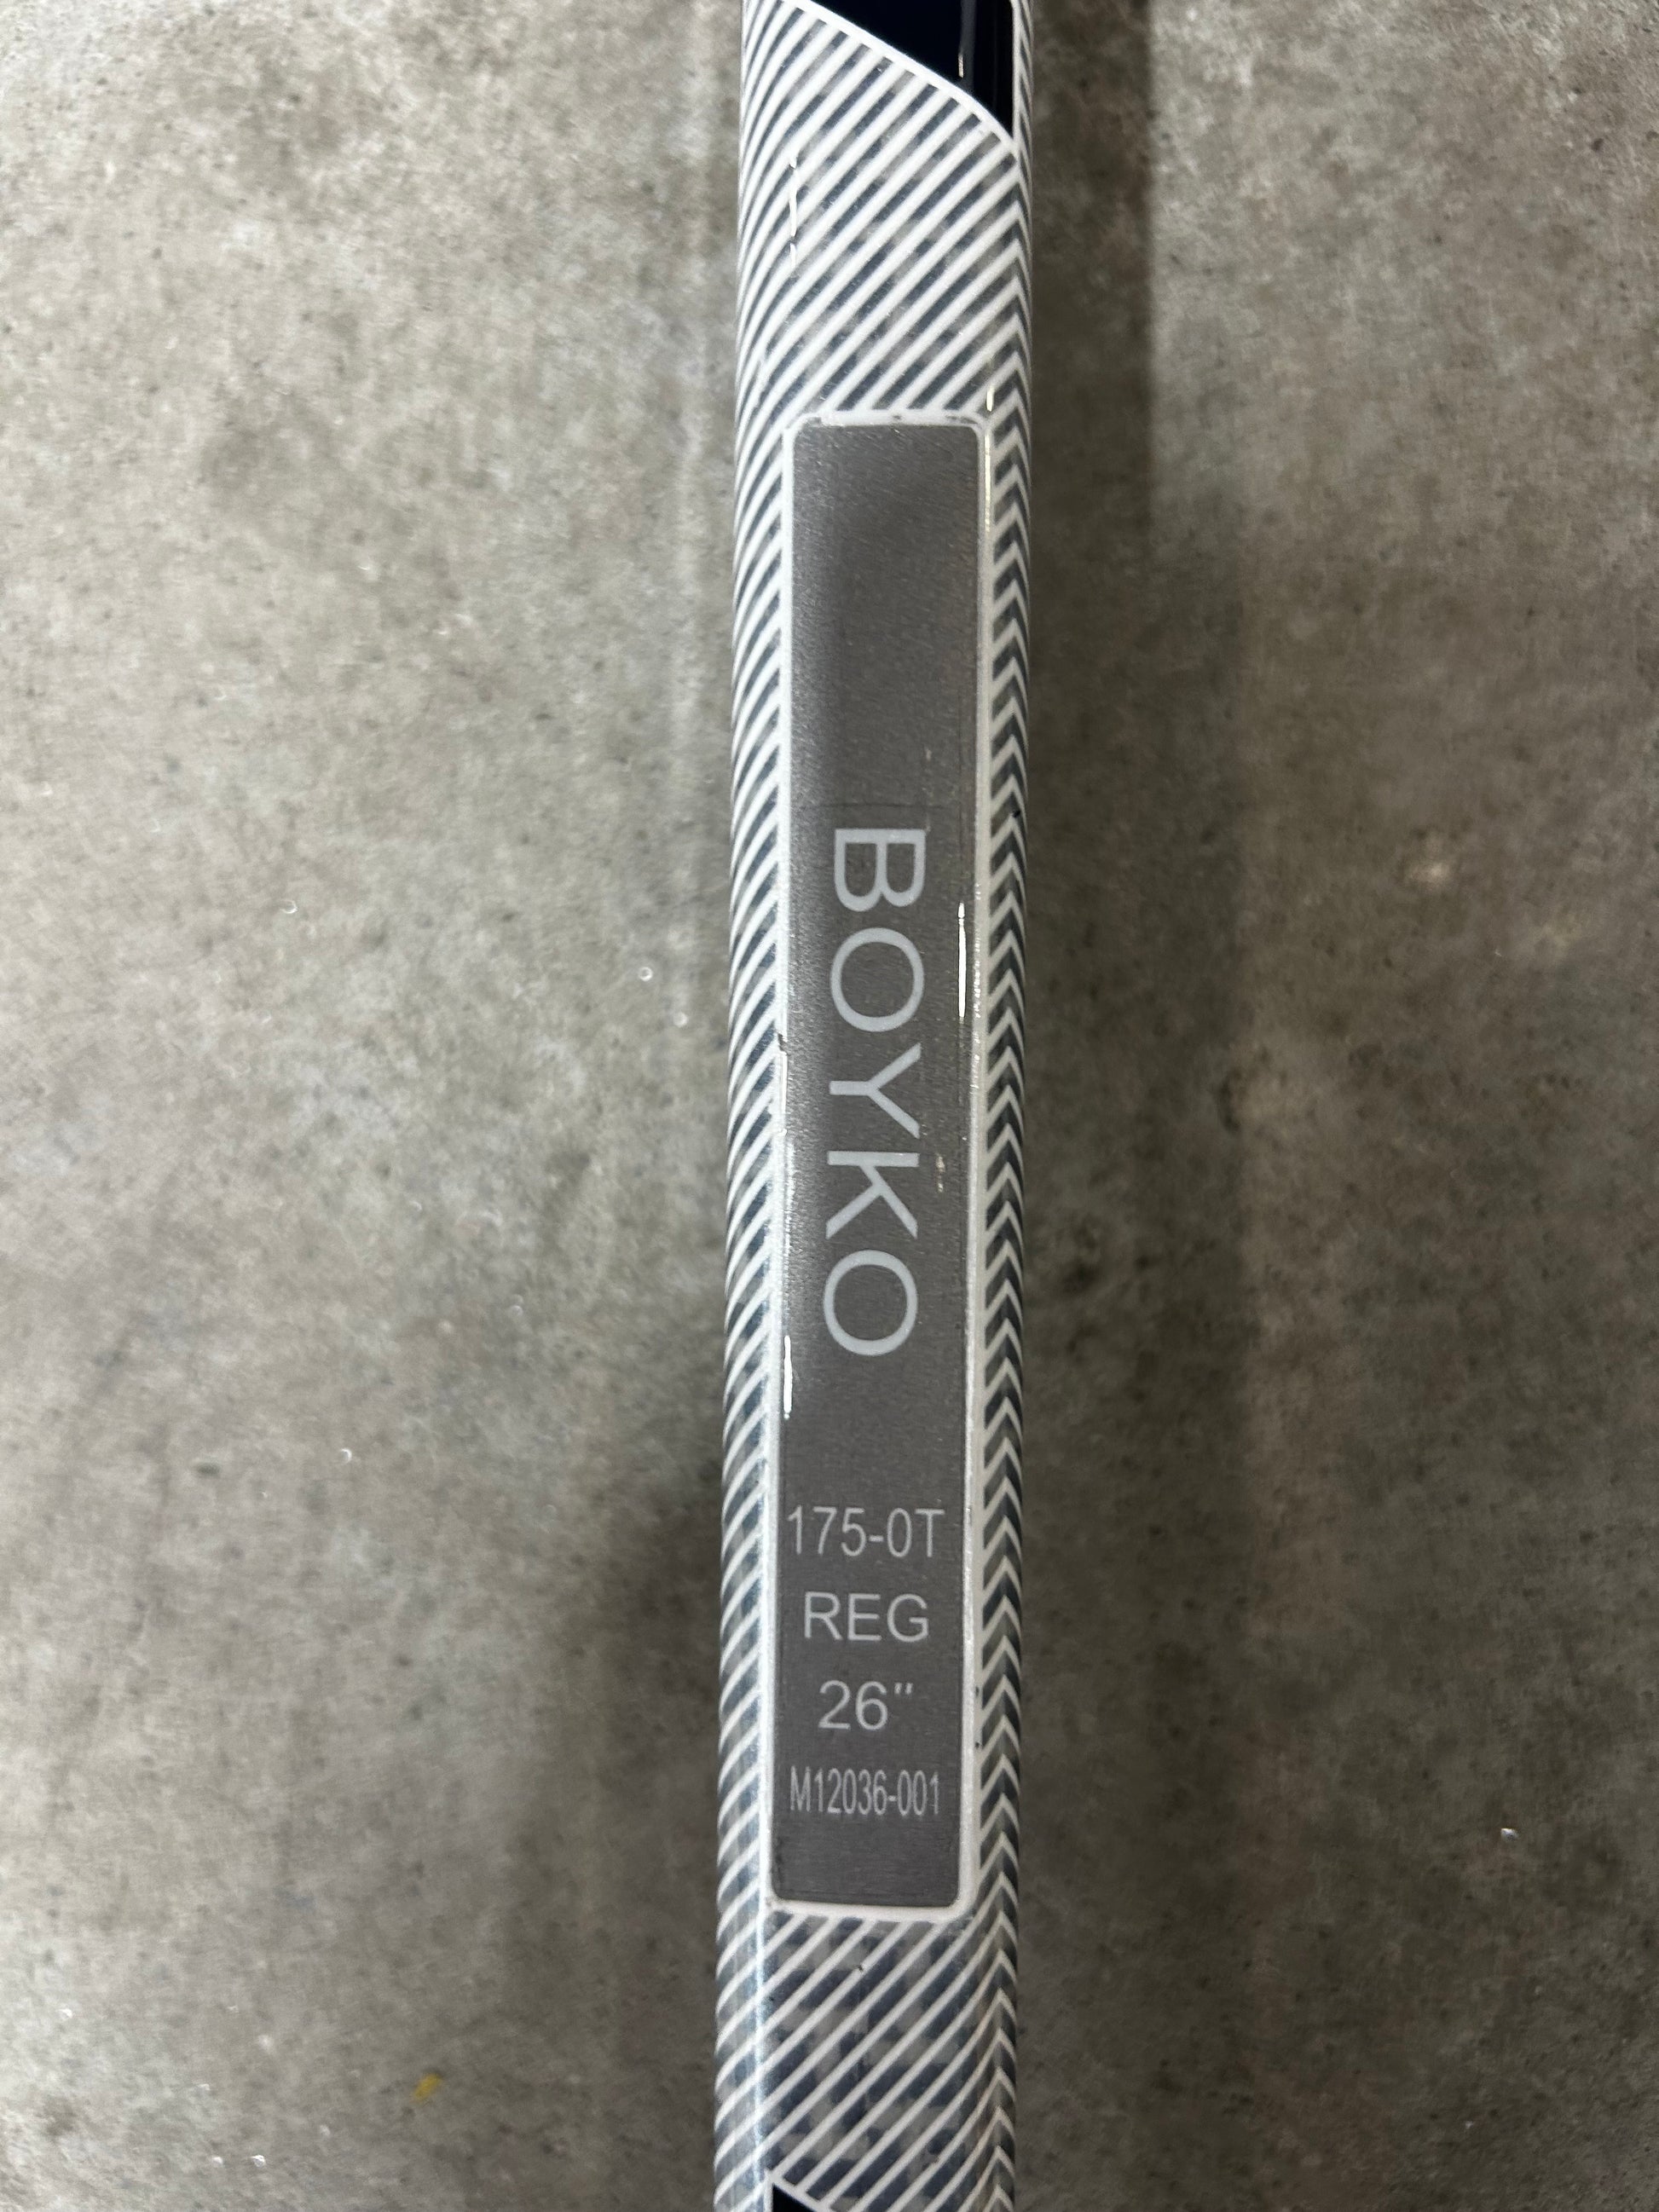 BOYKO
175-0T
REG
26"
M12036-001